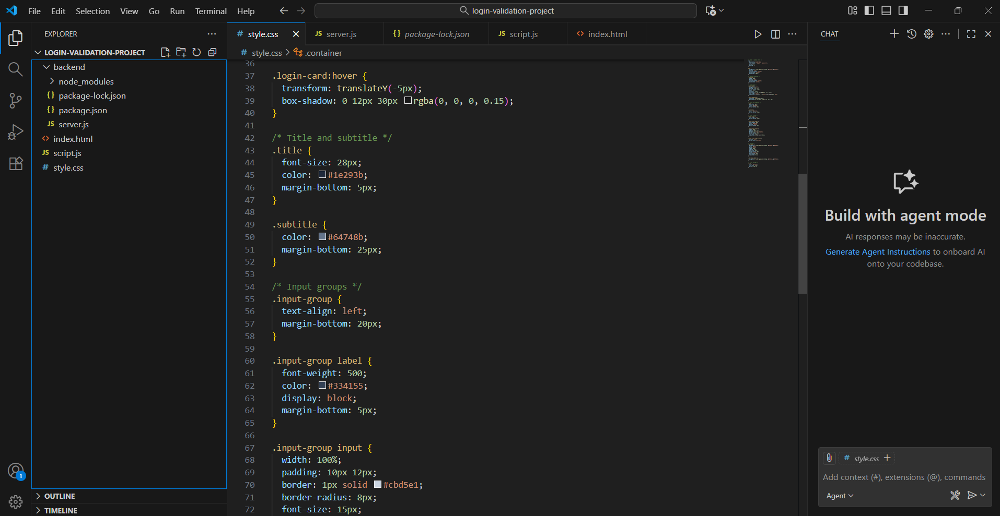 File Edit Selection View Go Run Terminal Help
login-validation-project
EXPLORER
LOGIN-VALIDATION-PROJECT
backend
node_modules
{} package-lock.json
{} package.json
JS server.js
<> index.html
JS script.js
# style.css
OUTLINE
TIMELINE
1
# style.css
JS server.js
{} package-lock.json
JS script.js
<> index.html
# style.css > .container
36
37 .login-card:hover {
38 transform: translateY(-5px);
39 box-shadow: 0 12px 30px rgba(0, 0, 0, 0.15);
40 }
41
42 /* Title and subtitle */
43 .title {
44 font-size: 28px;
45 color: #1e293b;
46 margin-bottom: 5px;
47 }
48
49 .subtitle {
50 color: #64748b;
51 margin-bottom: 25px;
52 }
53
54 /* Input groups */
55 .input-group {
56 text-align: left;
57 margin-bottom: 20px;
58 }
59
60 .input-group label {
61 font-weight: 500;
62 color: #334155;
63 display: block;
64 margin-bottom: 5px;
65 }
66
67 .input-group input {
68 width: 100%;
69 padding: 10px 12px;
70 border: 1px solid #cbd5e1;
71 border-radius: 8px;
72 font-size: 15px;
CHAT
Build with agent mode
AI responses may be inaccurate.
Generate Agent Instructions to onboard AI
onto your codebase.
# style.css +
Add context (#), extensions (@), commands
Agent